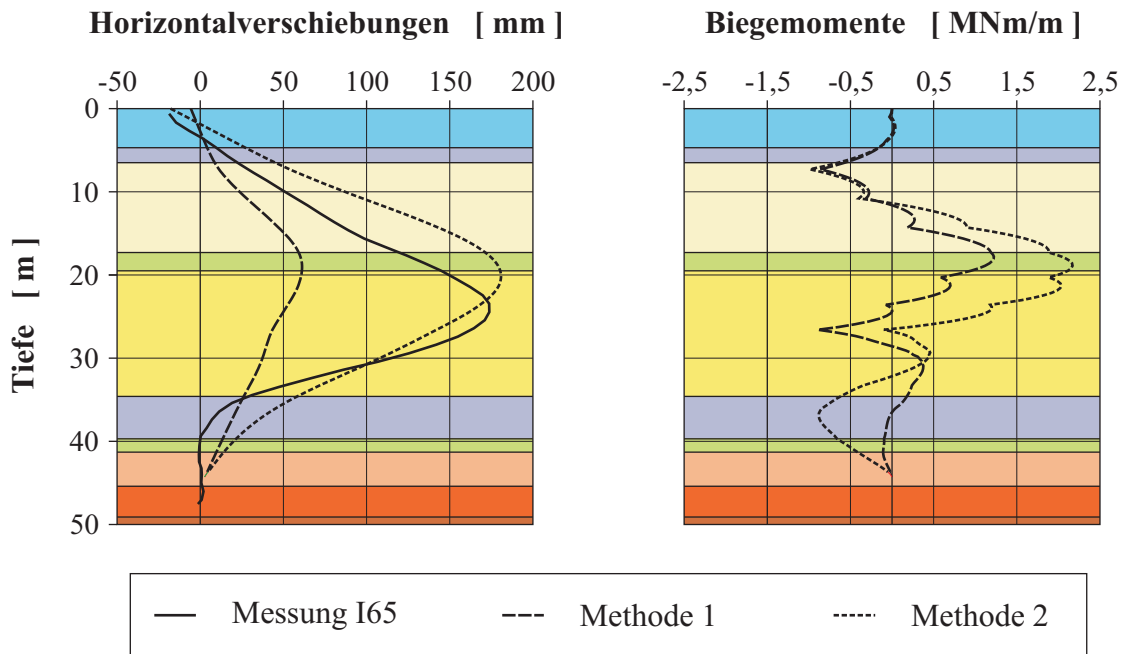 Horizontalverschiebungen [ mm ]
Biegemomente [ MNm/m ]
-50 0 50 100 150 200
-2,5 -1,5 -0,5 0,5 1,5 2,5
0
10
20
30
40
50
Tiefe [ m ]
Messung I65
Methode 1
Methode 2